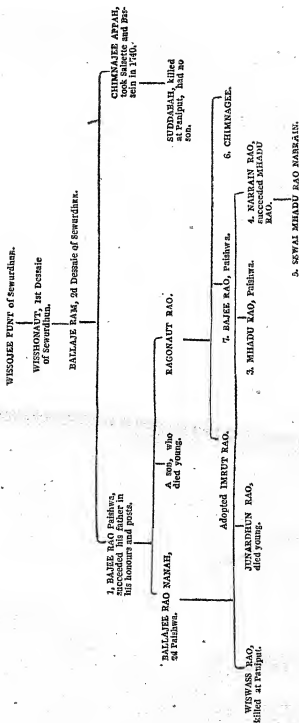 WISSOJEE PUNT of Sewurdhun.
WISSHONAUT, 1st Dessaie
of Sewurdhun.
BALLAJE RAM, 2d Dessaie of Sewurdhun.
1. BAJEE RAO Paishwa,
succeeded his father in
his honours and posts.
CHIMNAJEE APPAH,
took Salsette and Bas-
sein in 1740.
BALLAJEE RAO NANAH,
2d Paishwa.
A son, who
died young.
RAGONAUT RAO.
SUDDABAH, killed
at Paniput, had no
son.
Adopted IMRUT RAO.
7. BAJEE RAO, Paishwa.
6. CHIMNAGEE.
WISWASS RAO,
killed at Paniput.
JUNARDHUN RAO,
died young.
3. MHADU RAO, Paishwa.
4. NARRAIN RAO,
succeeded MHADU
RAO.
5. SEWAI MHADU RAO NARRAIN.